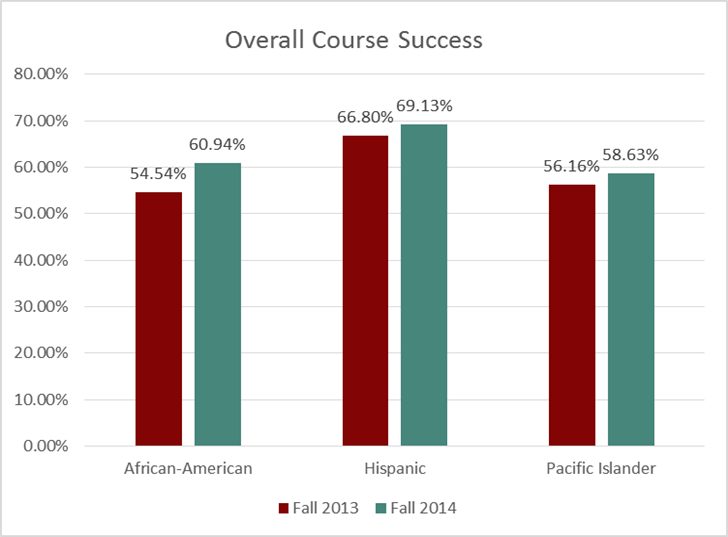 Overall Course Success
80.00%
70.00%
60.00%
50.00%
40.00%
30.00%
20.00%
10.00%
0.00%
54.54%
60.94%
66.80%
69.13%
56.16%
58.63%
African-American
Hispanic
Pacific Islander
Fall 2013
Fall 2014